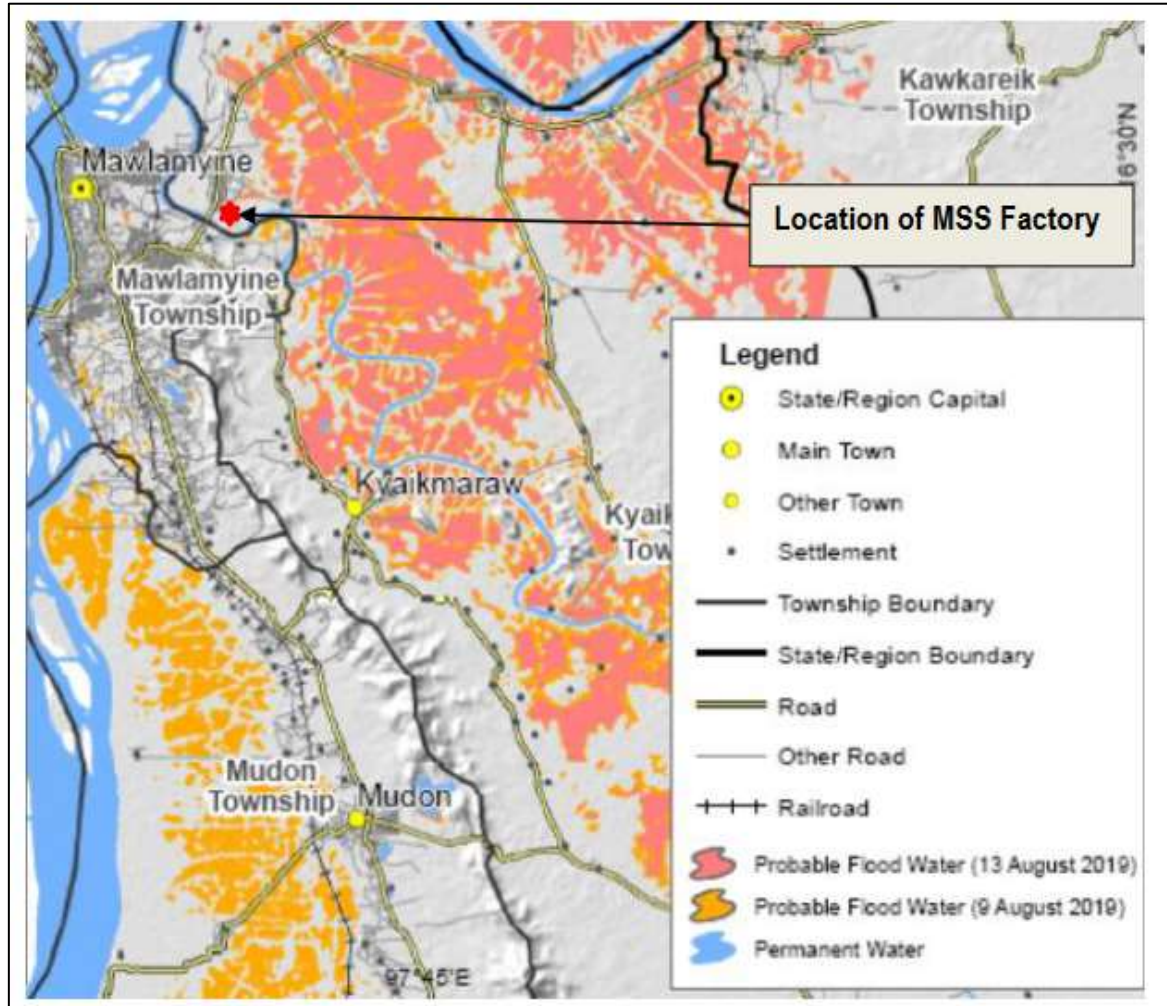 Kawkareik
Township
16°30'N
Mawlamyine
Location of MSS Factory
Mawlamyine
Township
Legend
State/Region Capital
Main Town
Other Town
Settlement
Township Boundary
State/Region Boundary
Road
Other Road
Railroad
Probable Flood Water (13 August 2019)
Probable Flood Water (9 August 2019)
Permanent Water
Kyaikmaraw
Kyaik
Tow
Mudon
Township
Mudon
97°45'E